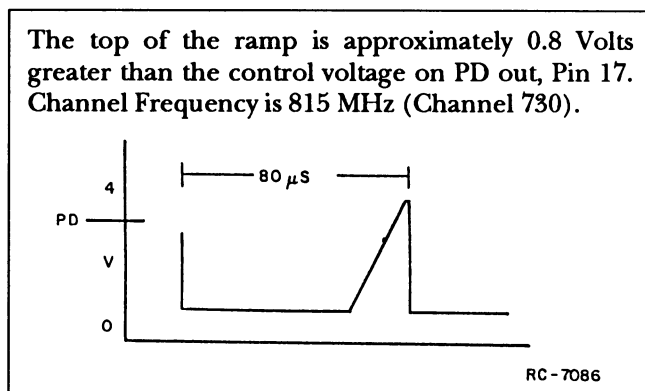 The top of the ramp is approximately 0.8 Volts
greater than the control voltage on PD out, Pin 17.
Channel Frequency is 815 MHz (Channel 730).
80 µS
4
PD
V
0
RC-7086